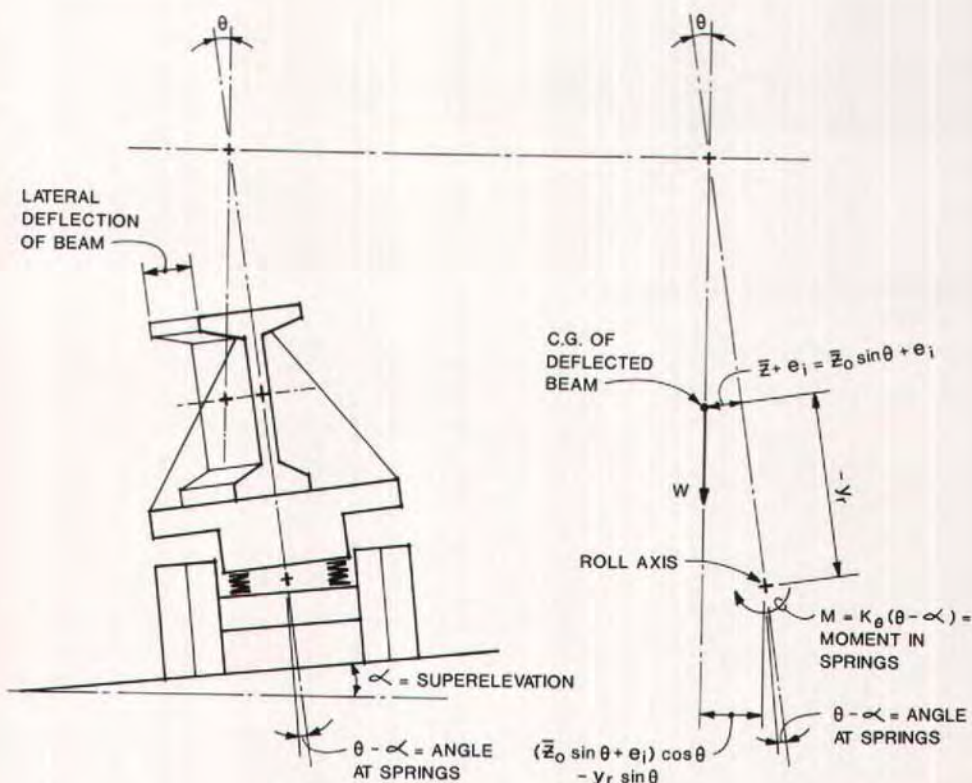 θ
θ
LATERAL
DEFLECTION
OF BEAM
C.G. OF
DEFLECTED
BEAM
z̄ + eᵢ = z̄₀ sin θ + eᵢ
W
- yᵣ
ROLL AXIS
M = K_θ (θ - α) =
MOMENT IN
SPRINGS
α = SUPERELEVATION
θ - α = ANGLE
AT SPRINGS
θ - α = ANGLE
AT SPRINGS
(z̄₀ sin θ + eᵢ) cos θ
- yᵣ sin θ